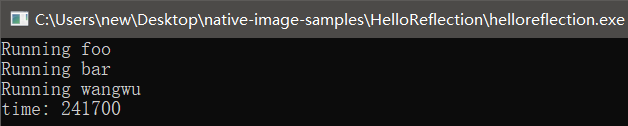 C:\Users\new\Desktop\native-image-samples\HelloReflection\helloreflection.exe
Running foo
Running bar
Running wangwu
time: 241700